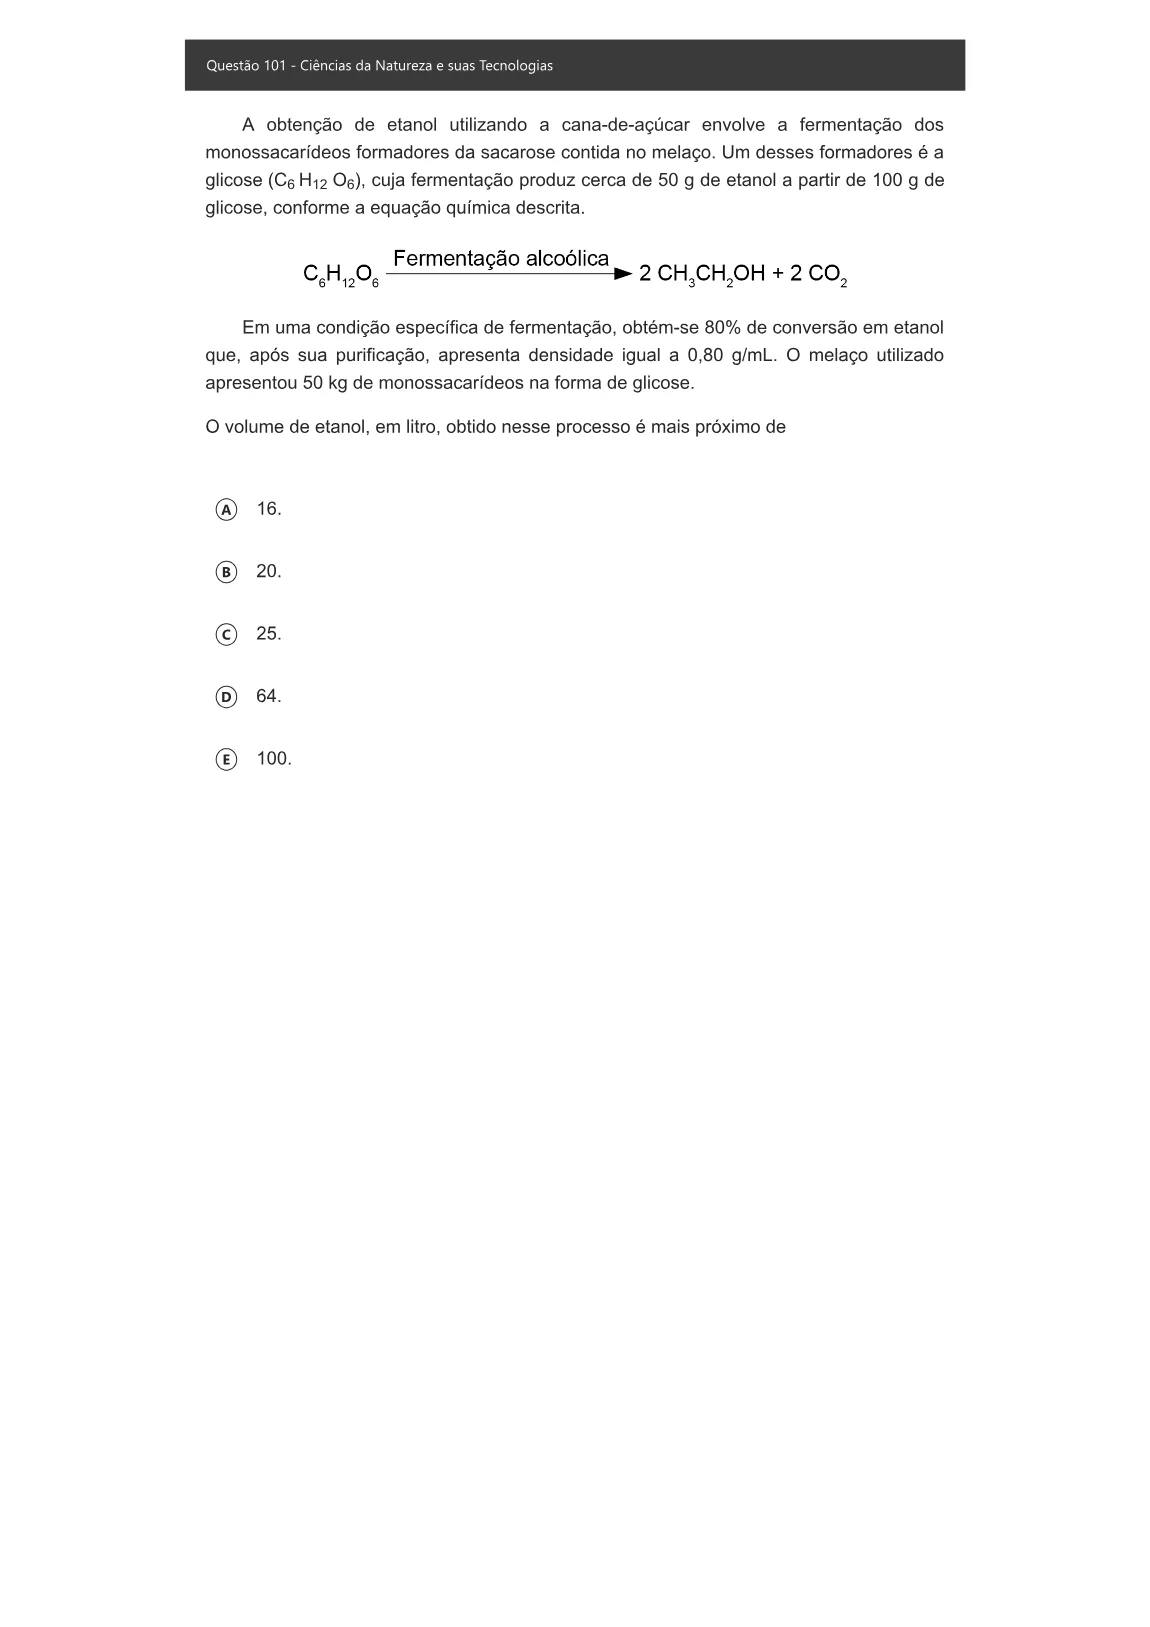 Questão 101 - Ciências da Natureza e suas Tecnologias
A obtenção de etanol utilizando a cana-de-açúcar envolve a fermentação dos
monossacarídeos formadores da sacarose contida no melaço. Um desses formadores é a
glicose (C₆ H₁₂ O₆), cuja fermentação produz cerca de 50 g de etanol a partir de 100 g de
glicose, conforme a equação química descrita.
Fermentação alcoólica
C₆H₁₂O₆ → 2 CH₃CH₂OH + 2 CO₂
Em uma condição específica de fermentação, obtém-se 80% de conversão em etanol
que, após sua purificação, apresenta densidade igual a 0,80 g/mL. O melaço utilizado
apresentou 50 kg de monossacarídeos na forma de glicose.
O volume de etanol, em litro, obtido nesse processo é mais próximo de
A 16.
B 20.
C 25.
D 64.
E 100.